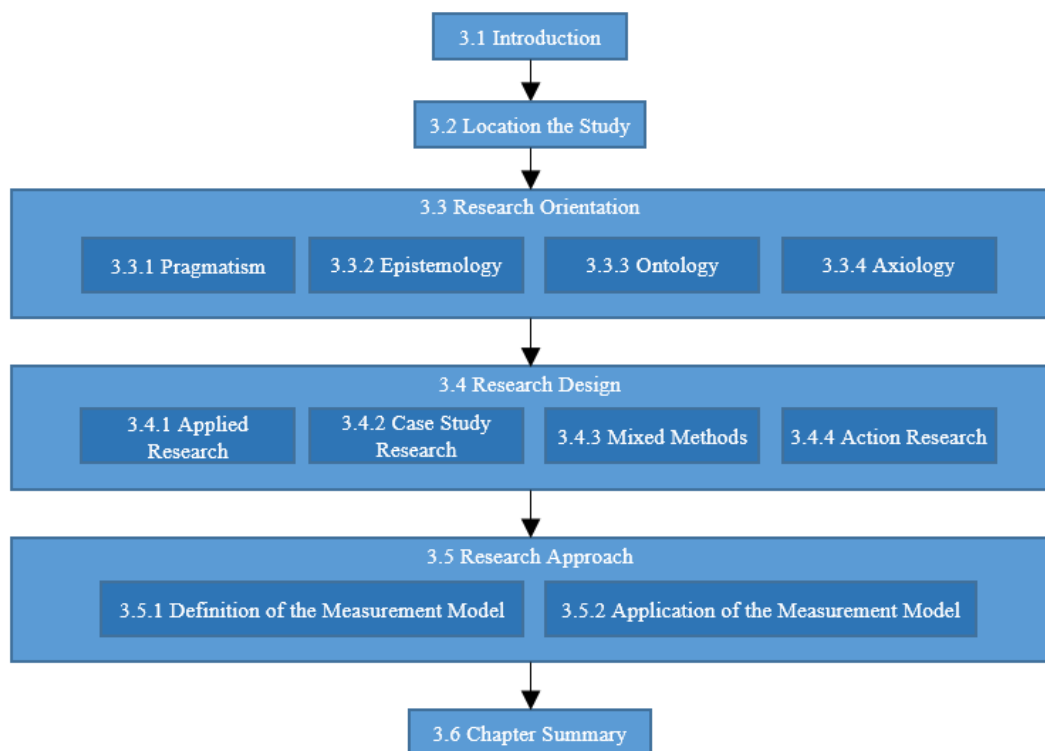 3.1 Introduction
3.2 Location the Study
3.3 Research Orientation
3.3.1 Pragmatism
3.3.2 Epistemology
3.3.3 Ontology
3.3.4 Axiology
3.4 Research Design
3.4.1 Applied
Research
3.4.2 Case Study
Research
3.4.3 Mixed Methods
3.4.4 Action Research
3.5 Research Approach
3.5.1 Definition of the Measurement Model
3.5.2 Application of the Measurement Model
3.6 Chapter Summary